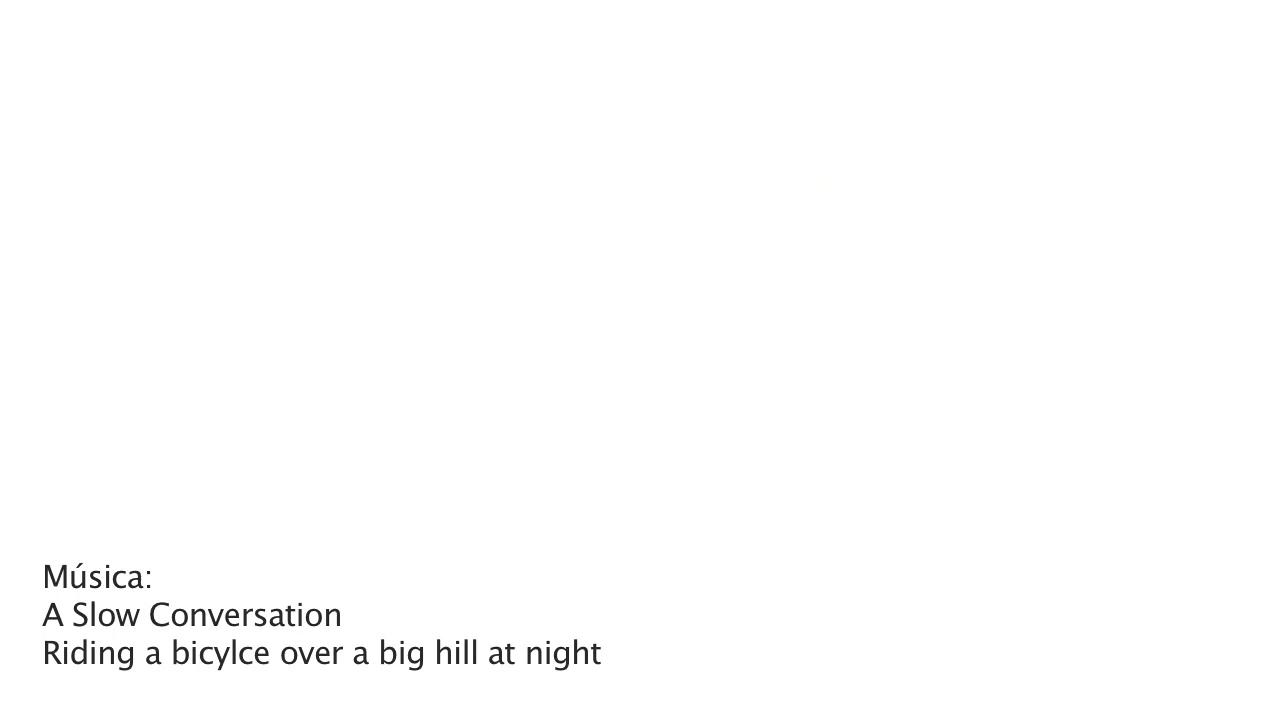 Música:
A Slow Conversation
Riding a bicylce over a big hill at night